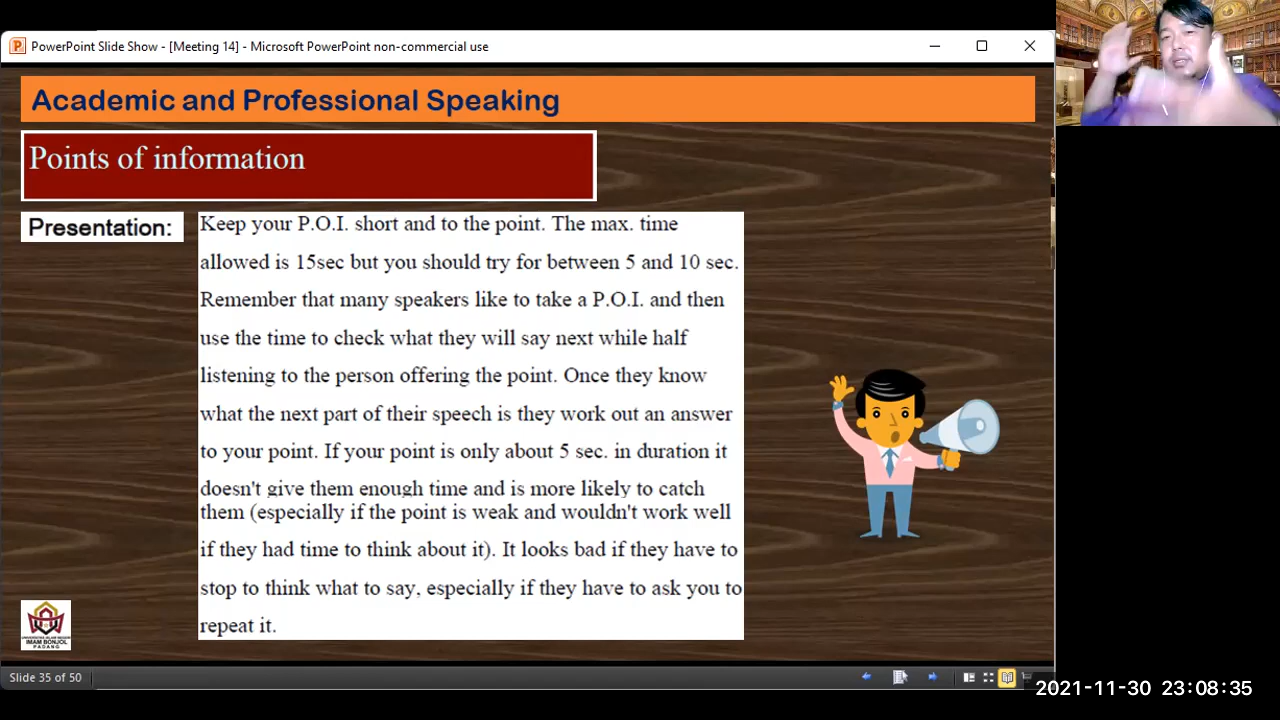 PowerPoint Slide Show - [Meeting 14] - Microsoft PowerPoint non-commercial use
Academic and Professional Speaking
Points of information
Presentation:
Keep your P.O.I. short and to the point. The max. time
allowed is 15sec but you should try for between 5 and 10 sec.
Remember that many speakers like to take a P.O.I. and then
use the time to check what they will say next while half
listening to the person offering the point. Once they know
what the next part of their speech is they work out an answer
to your point. If your point is only about 5 sec. in duration it
doesn't give them enough time and is more likely to catch
them (especially if the point is weak and wouldn't work well
if they had time to think about it). It looks bad if they have to
stop to think what to say, especially if they have to ask you to
repeat it.
IMAM BONJOL
PADANG
Slide 35 of 50
2021-11-30 23:08:35